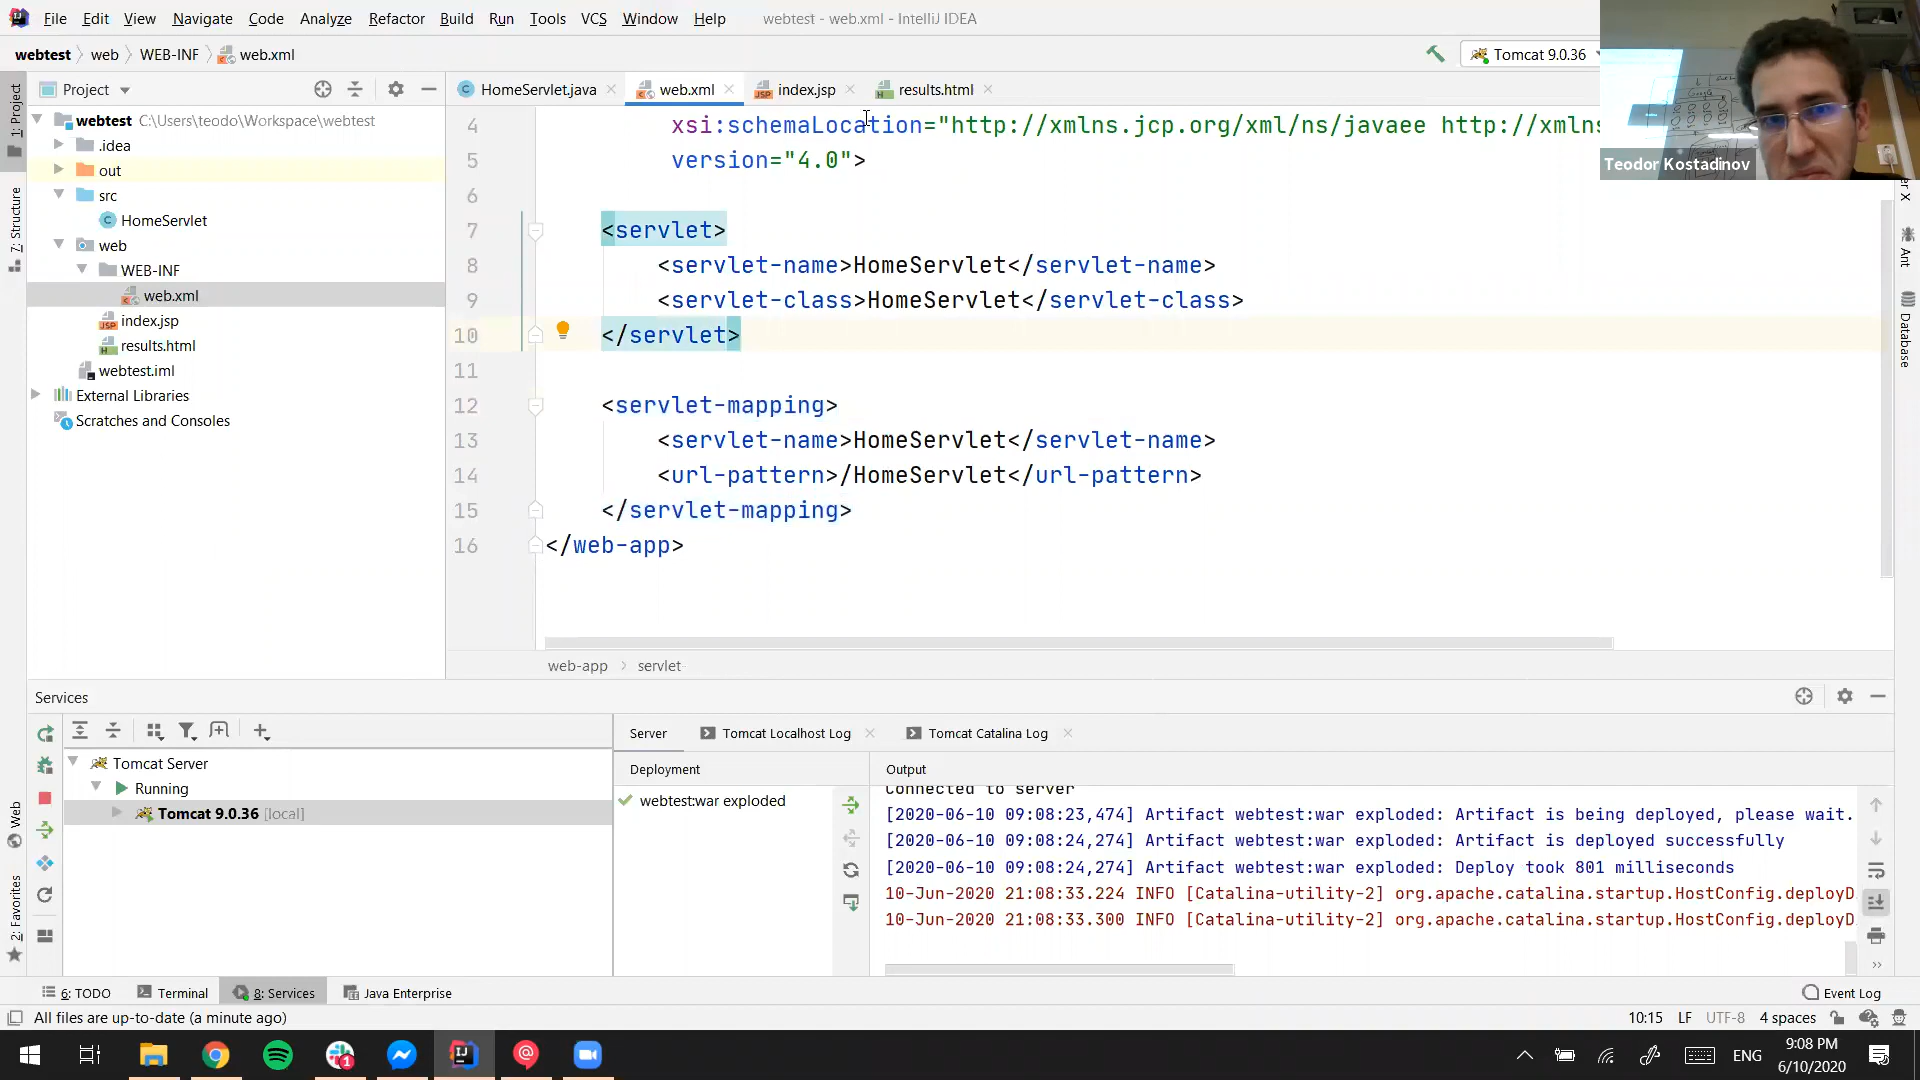 File Edit View Navigate Code Analyze Refactor Build Run Tools VCS Window Help webtest - web.xml - IntelliJ IDEA
webtest web WEB-INF web.xml
Tomcat 9.0.36
Teodor Kostadinov
Project
HomeServlet.java
web.xml
index.jsp
results.html
1: Project
7: Structure
Web
2: Favorites
webtest C:\Users\teodo\Workspace\webtest
.idea
out
src
HomeServlet
web
WEB-INF
web.xml
index.jsp
results.html
webtest.iml
External Libraries
Scratches and Consoles
4 xsi:schemaLocation="http://xmlns.jcp.org/xml/ns/javaee http://xmlns
5 version="4.0">
6
7 <servlet>
8 <servlet-name>HomeServlet</servlet-name>
9 <servlet-class>HomeServlet</servlet-class>
10 </servlet>
11
12 <servlet-mapping>
13 <servlet-name>HomeServlet</servlet-name>
14 <url-pattern>/HomeServlet</url-pattern>
15 </servlet-mapping>
16 </web-app>
web-app servlet
Ant
Database
Services
Tomcat Server
Running
Tomcat 9.0.36 [local]
Server
Tomcat Localhost Log
Tomcat Catalina Log
Deployment
Output
webtest:war exploded
Connected to server
[2020-06-10 09:08:23,474] Artifact webtest:war exploded: Artifact is being deployed, please wait.
[2020-06-10 09:08:24,274] Artifact webtest:war exploded: Artifact is deployed successfully
[2020-06-10 09:08:24,274] Artifact webtest:war exploded: Deploy took 801 milliseconds
10-Jun-2020 21:08:33.224 INFO [Catalina-utility-2] org.apache.catalina.startup.HostConfig.deployD
10-Jun-2020 21:08:33.300 INFO [Catalina-utility-2] org.apache.catalina.startup.HostConfig.deployD
6: TODO
Terminal
8: Services
Java Enterprise
Event Log
All files are up-to-date (a minute ago)
10:15 LF UTF-8 4 spaces
ENG
9:08 PM
6/10/2020